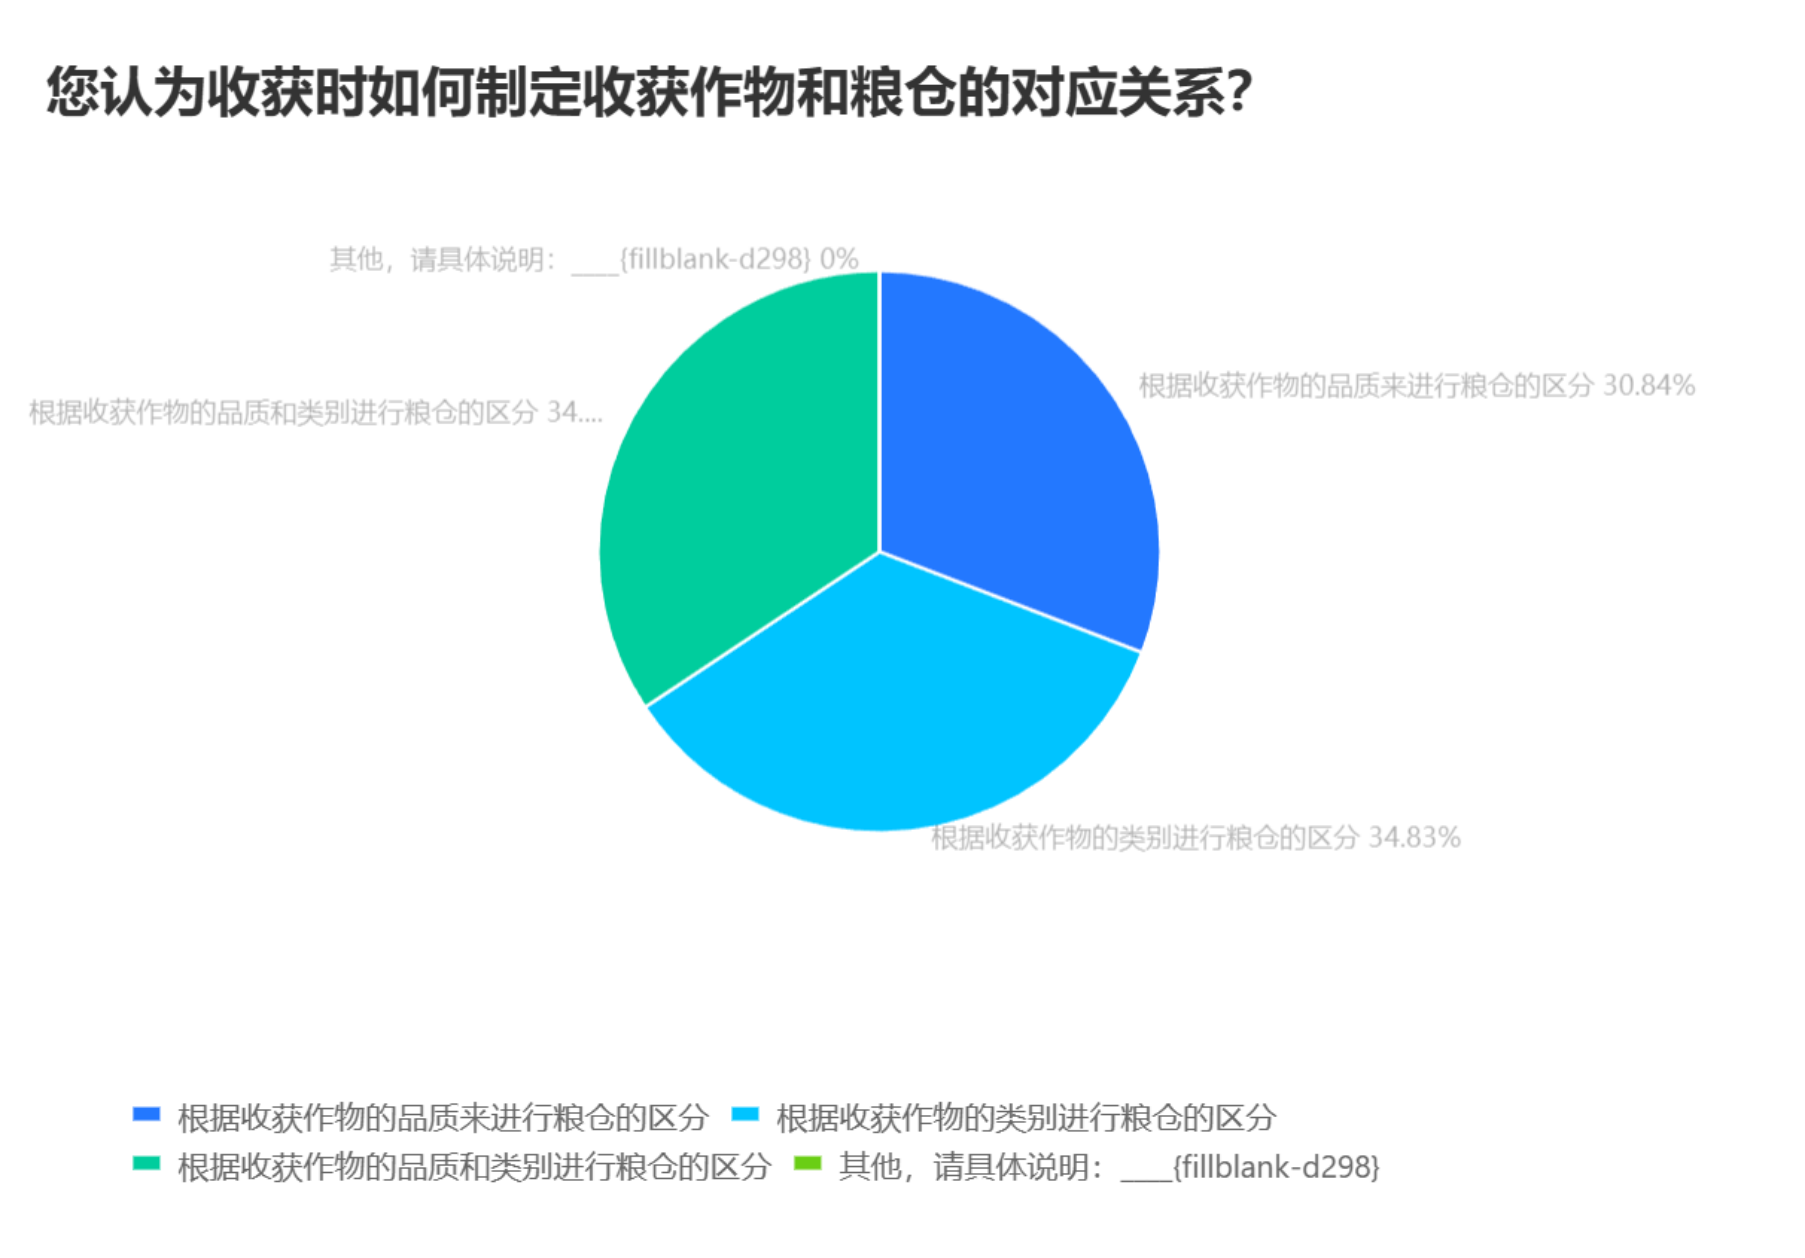 您认为收获时如何制定收获作物和粮仓的对应关系？
其他，请具体说明：___{fillblank-d298} 0%
根据收获作物的品质来进行粮仓的区分 30.84%
根据收获作物的品质和类别进行粮仓的区分 34....
根据收获作物的类别进行粮仓的区分 34.83%
根据收获作物的品质来进行粮仓的区分 根据收获作物的类别进行粮仓的区分
根据收获作物的品质和类别进行粮仓的区分 其他，请具体说明：___{fillblank-d298}